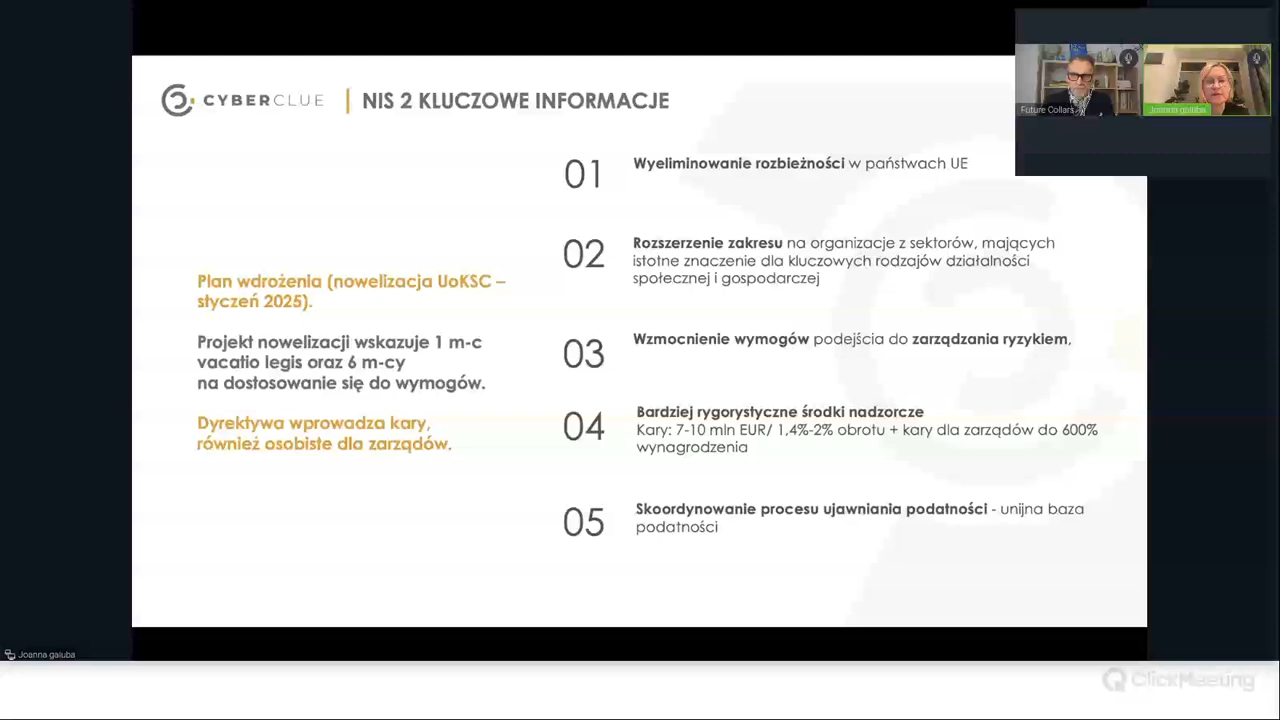 CYBERCLUE
NIS 2 KLUCZOWE INFORMACJE
Plan wdrożenia (nowelizacja UoKSC –
styczeń 2025).
Projekt nowelizacji wskazuje 1 m-c
vacatio legis oraz 6 m-cy
na dostosowanie się do wymogów.
Dyrektywa wprowadza kary,
również osobiste dla zarządów.
01
Wyeliminowanie rozbieżności w państwach UE
02
Rozszerzenie zakresu na organizacje z sektorów, mających
istotne znaczenie dla kluczowych rodzajów działalności
społecznej i gospodarczej
03
Wzmocnienie wymogów podejścia do zarządzania ryzykiem,
04
Bardziej rygorystyczne środki nadzorcze
Kary: 7-10 mln EUR/ 1,4%-2% obrotu + kary dla zarządów do 600%
wynagrodzenia
05
Skoordynowanie procesu ujawniania podatności - unijna baza
podatności
Future Collars
Joanna galuba
Joanna galuba
ClickMeeting